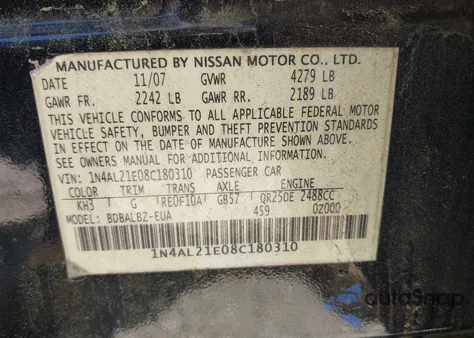 MANUFACTURED BY NISSAN MOTOR CO., LTD.
DATE 11/07 GVWR 4279 LB
GAWR FR. 2242 LB GAWR RR. 2189 LB
THIS VEHICLE CONFORMS TO ALL APPLICABLE FEDERAL MOTOR
VEHICLE SAFETY, BUMPER AND THEFT PREVENTION STANDARDS
IN EFFECT ON THE DATE OF MANUFACTURE SHOWN ABOVE.
SEE OWNERS MANUAL FOR ADDITIONAL INFORMATION.
VIN: 1N4AL21E08C180310 PASSENGER CAR
COLOR TRIM TRANS AXLE ENGINE
KH3 G RE0F10A GB57 QR25DE 2488CC
MODEL: BDBALBZ-EUA 459 0Z000
1N4AL21E08C180310
autoSnap